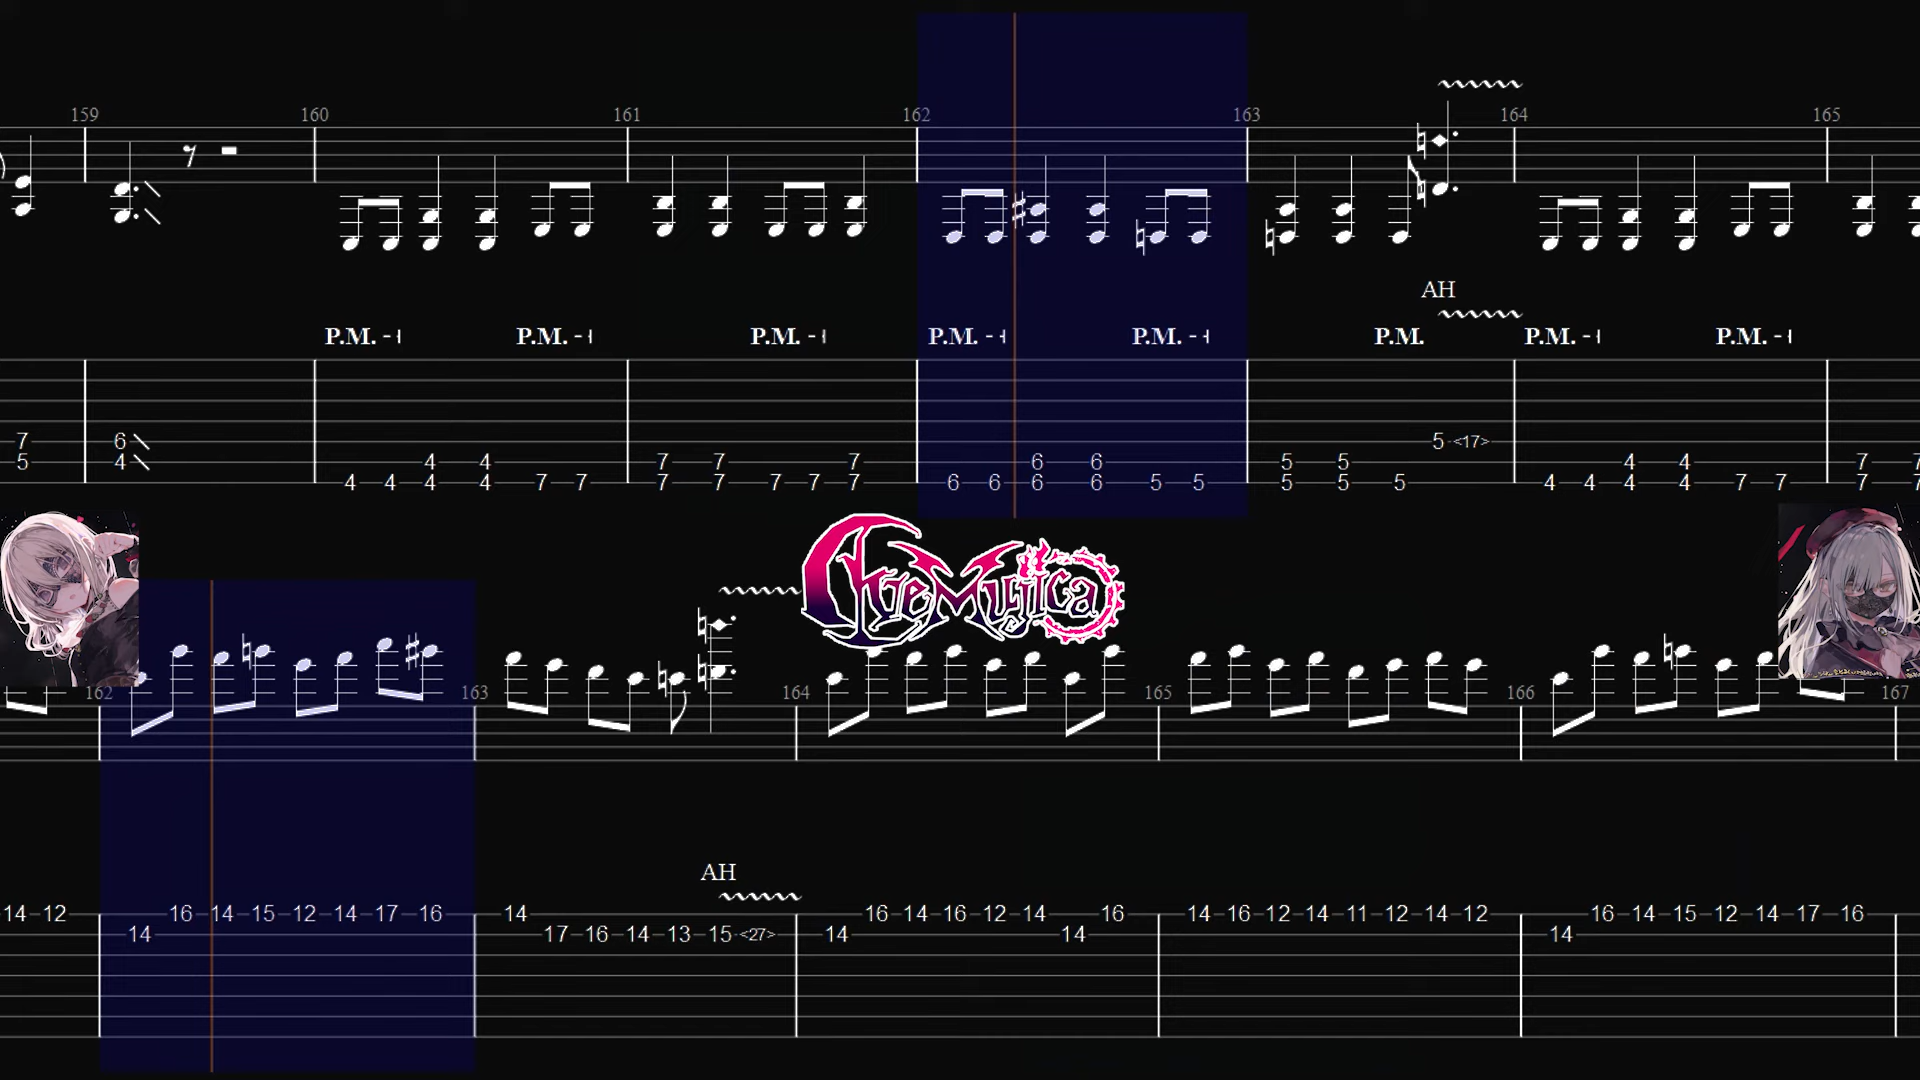 159 160 161 162 163 164 165
AH
P.M. - P.M. - P.M. - P.M. - P.M. - P.M. P.M. - P.M. -
7 6 5 <17>
5 4 4 4 7 7 7 6 6 5 5 4 4 7
4 4 4 4 7 7 7 7 7 7 7 6 6 6 6 5 5 5 5 5 4 4 4 4 7 7 7
Ave Mujica
162 163 164 165 166 167
AH
14 12 16 14 15 12 14 17 16 14 16 14 16 12 14 16 14 16 12 14 11 12 14 12 16 14 15 12 14 17 16
14 17 16 14 13 15 <27> 14 14 14